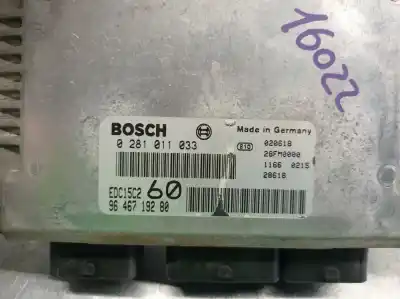 16022
BOSCH
Made in Germany
0 281 011 033
E1D
020618
26FM0000
1166 0215
20618
EDC15C2 60
96 467 192 80